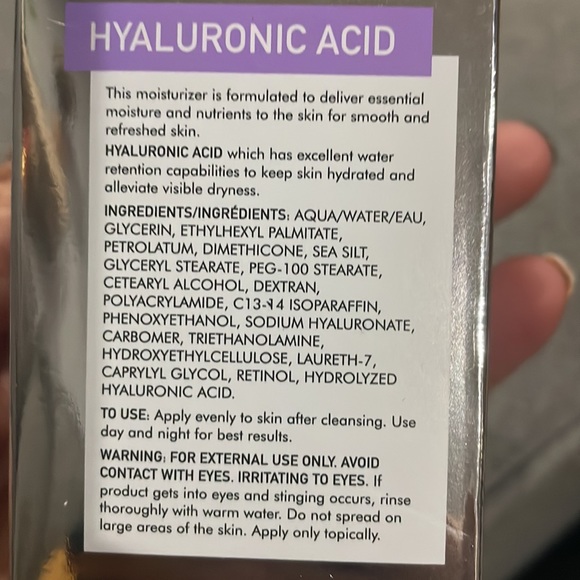 HYALURONIC ACID
This moisturizer is formulated to deliver essential
moisture and nutrients to the skin for smooth and
refreshed skin.
HYALURONIC ACID which has excellent water
retention capabilities to keep skin hydrated and
alleviate visible dryness.
INGREDIENTS/INGRÉDIENTS: AQUA/WATER/EAU,
GLYCERIN, ETHYLHEXYL PALMITATE,
PETROLATUM, DIMETHICONE, SEA SILT,
GLYCERYL STEARATE, PEG-100 STEARATE,
CETEARYL ALCOHOL, DEXTRAN,
POLYACRYLAMIDE, C13-14 ISOPARAFFIN,
PHENOXYETHANOL, SODIUM HYALURONATE,
CARBOMER, TRIETHANOLAMINE,
HYDROXYETHYLCELLULOSE, LAURETH-7,
CAPRYLYL GLYCOL, RETINOL, HYDROLYZED
HYALURONIC ACID.
TO USE: Apply evenly to skin after cleansing. Use
day and night for best results.
WARNING: FOR EXTERNAL USE ONLY. AVOID
CONTACT WITH EYES. IRRITATING TO EYES. If
product gets into eyes and stinging occurs, rinse
thoroughly with warm water. Do not spread on
large areas of the skin. Apply only topically.